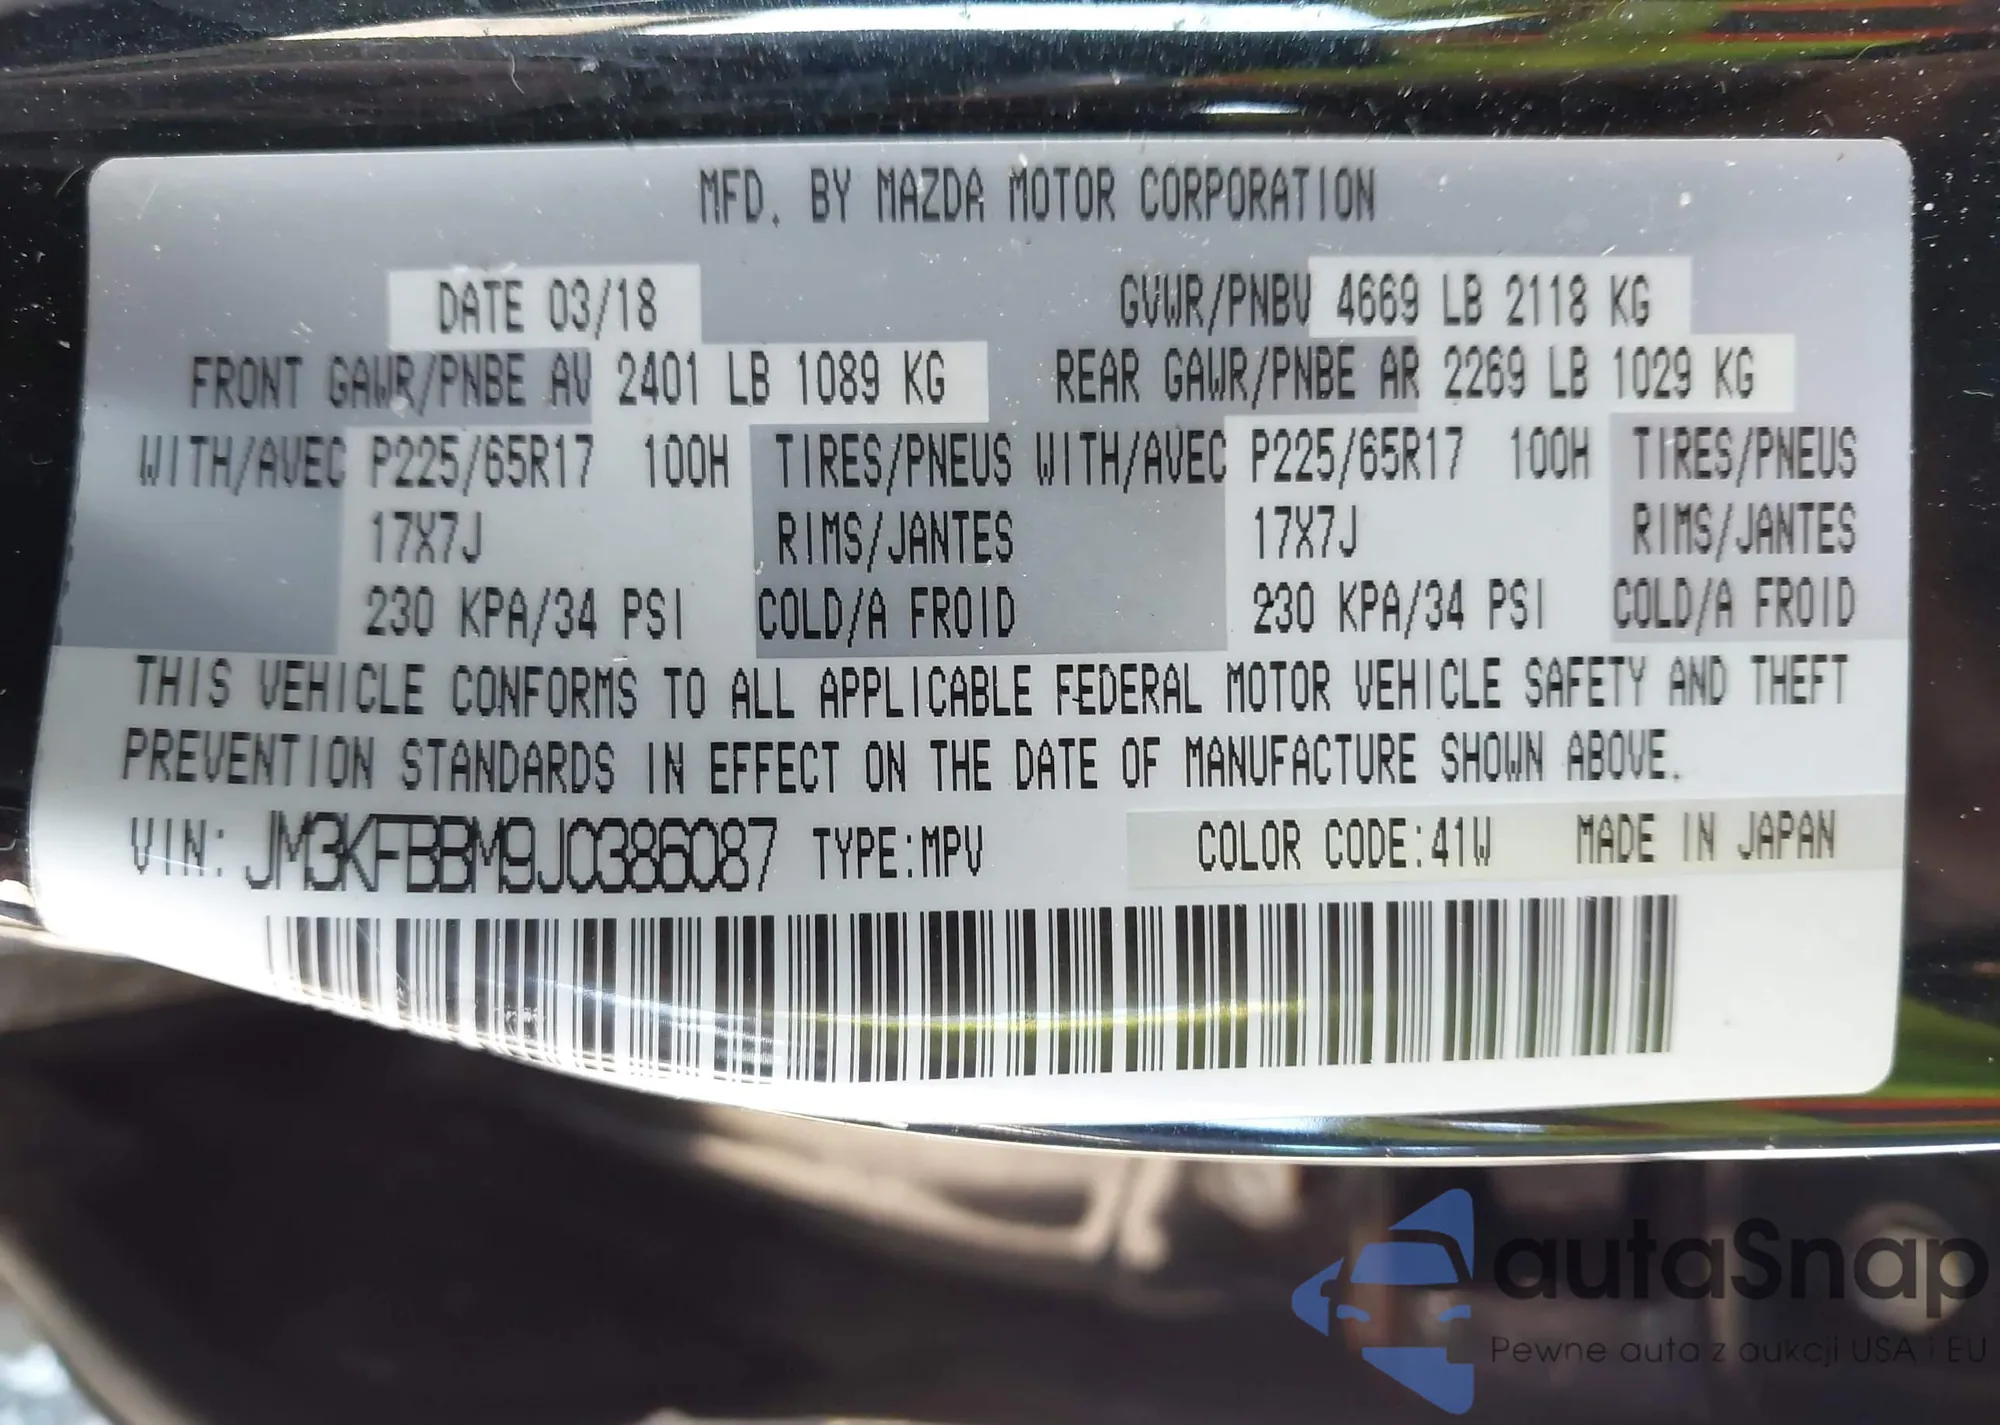 MFD. BY MAZDA MOTOR CORPORATION
DATE 03/18 GVWR/PNBV 4669 LB 2118 KG
FRONT GAWR/PNBE AV 2401 LB 1089 KG REAR GAWR/PNBE AR 2269 LB 1029 KG
WITH/AVEC P225/65R17 100H TIRES/PNEUS WITH/AVEC P225/65R17 100H TIRES/PNEUS
17X7J RIMS/JANTES 17X7J RIMS/JANTES
230 KPA/34 PSI COLD/A FROID 230 KPA/34 PSI COLD/A FROID
THIS VEHICLE CONFORMS TO ALL APPLICABLE FEDERAL MOTOR VEHICLE SAFETY AND THEFT
PREVENTION STANDARDS IN EFFECT ON THE DATE OF MANUFACTURE SHOWN ABOVE.
VIN: JM3KFBBM9J0386087 TYPE:MPV COLOR CODE:41W MADE IN JAPAN
autaSnap
Pewne auta z aukcji USA i EU